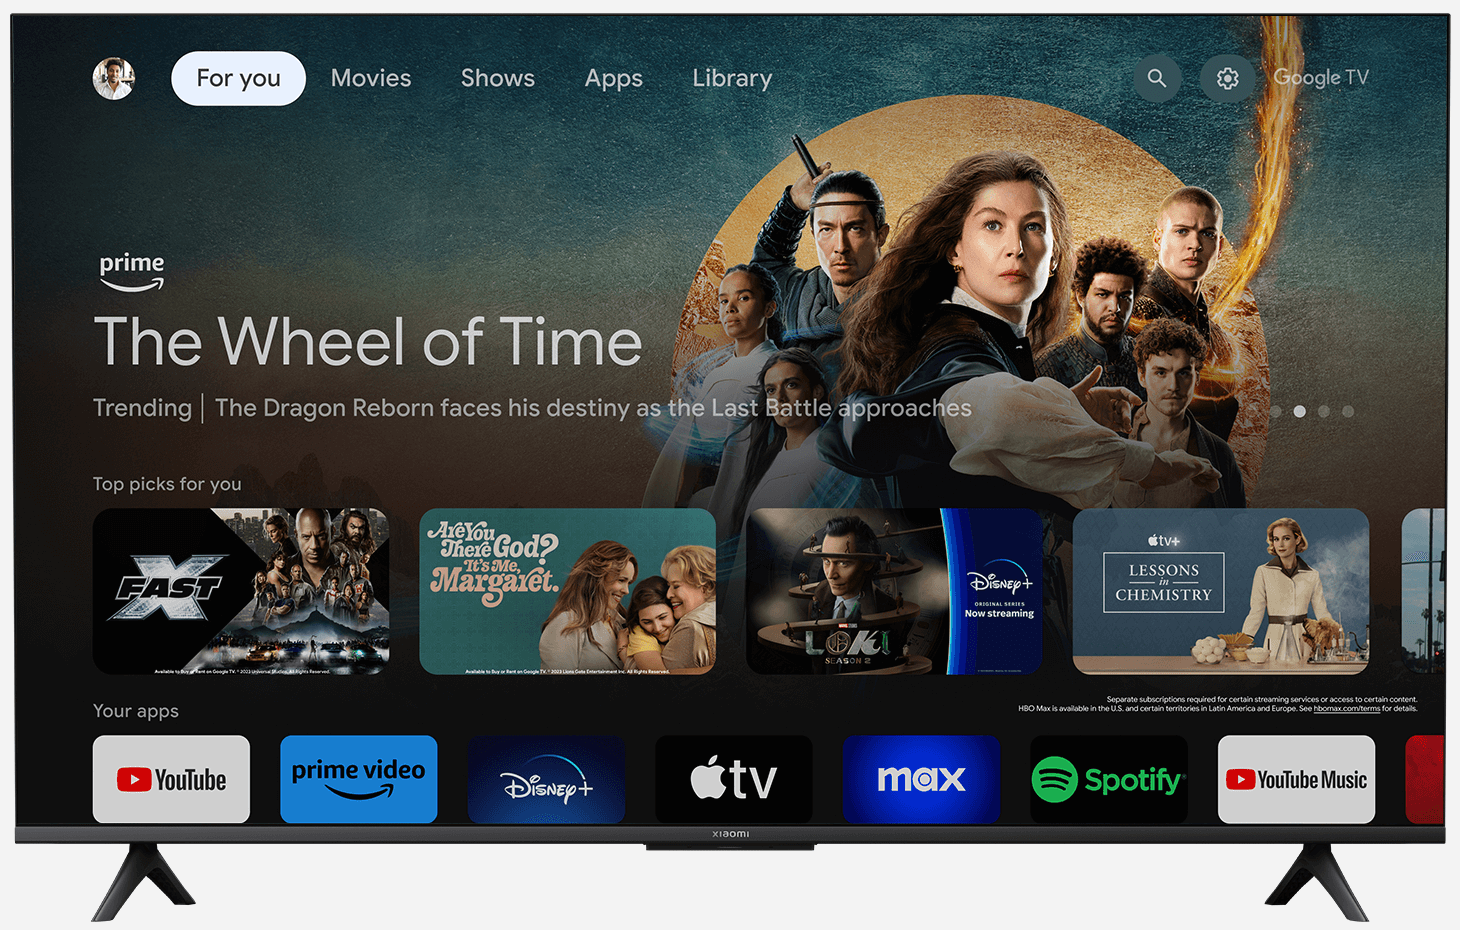 For you
Movies
Shows
Apps
Library
Google TV
prime
The Wheel of Time
Trending | The Dragon Reborn faces his destiny as the Last Battle approaches
Top picks for you
FAST X
Available to Buy or Rent on Google TV. © 2023 Universal Studios. All Rights Reserved.
Are You
There God?
It's Me,
Margaret.
Available to Buy or Rent on Google TV. © 2023 Lions Gate Entertainment Inc. All Rights Reserved.
LOKI
SEASON 2
Disney+
ORIGINAL SERIES
Now streaming
tv+
LESSONS
in
CHEMISTRY
Separate subscriptions required for certain streaming services or access to certain content.
HBO Max is available in the U.S. and certain territories in Latin America and Europe. See hbomax.com/terms for details.
Your apps
YouTube
prime video
Disney+
tv
max
Spotify
YouTube Music
xiaomi